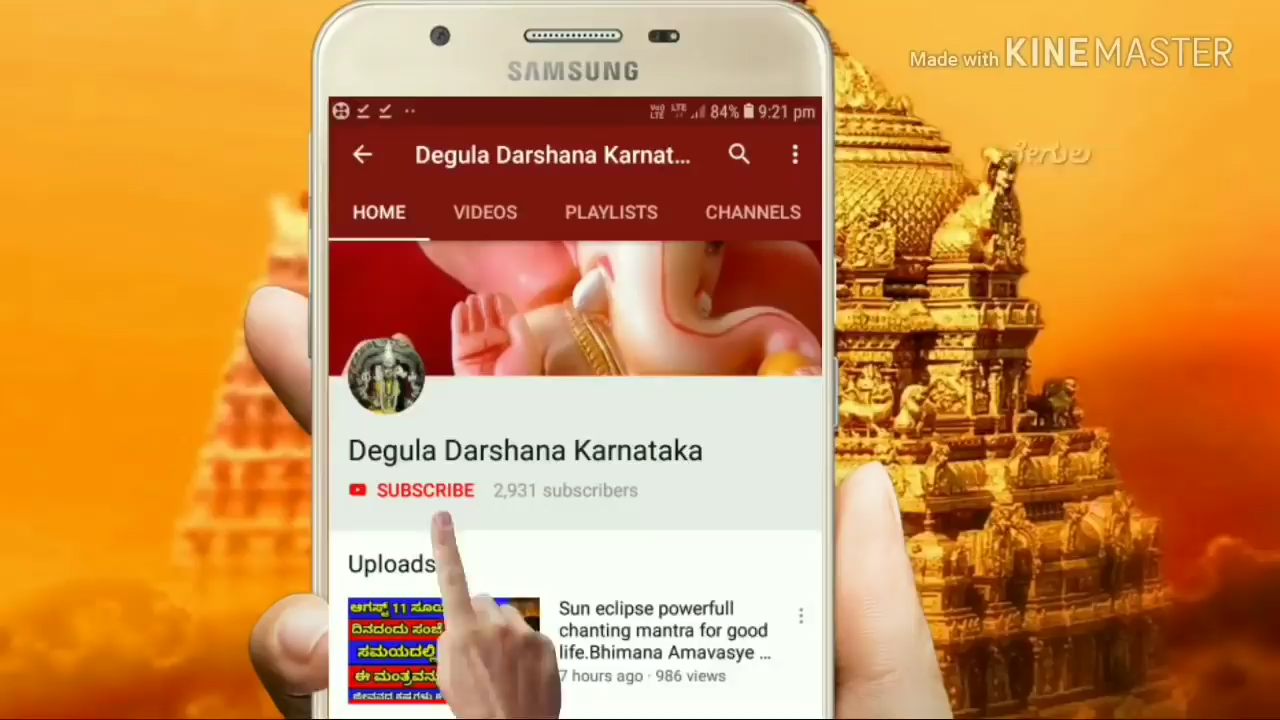 Made with KINEMASTER
SAMSUNG
84% 9:21 pm
Degula Darshana Karnat...
HOME VIDEOS PLAYLISTS CHANNELS
Degula Darshana Karnataka
SUBSCRIBE 2,931 subscribers
Uploads
Sun eclipse powerfull
chanting mantra for good
life.Bhimana Amavasye ...
7 hours ago · 986 views
ಆಗಸ್ಟ್ 11
ದಿನದಂದು
ಸಮಯದಲ್ಲಿ
ಈ